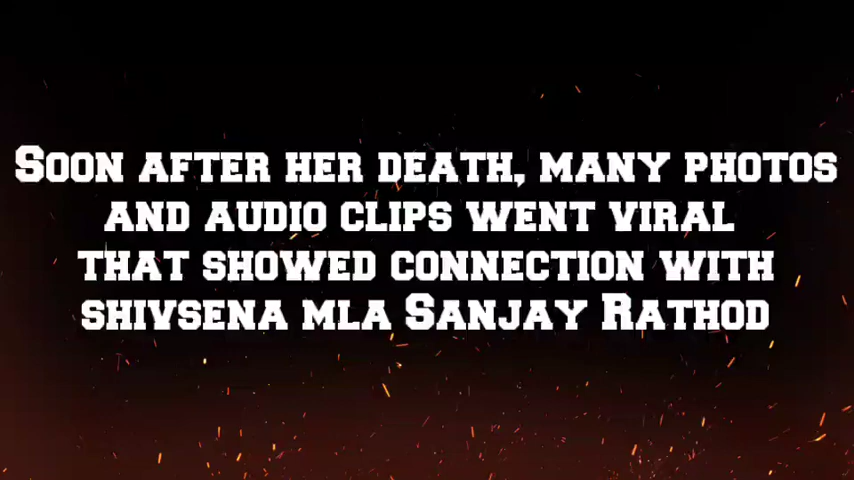 Soon after her death, many photos
and audio clips went viral
that showed connection with
shivsena mla Sanjay Rathod